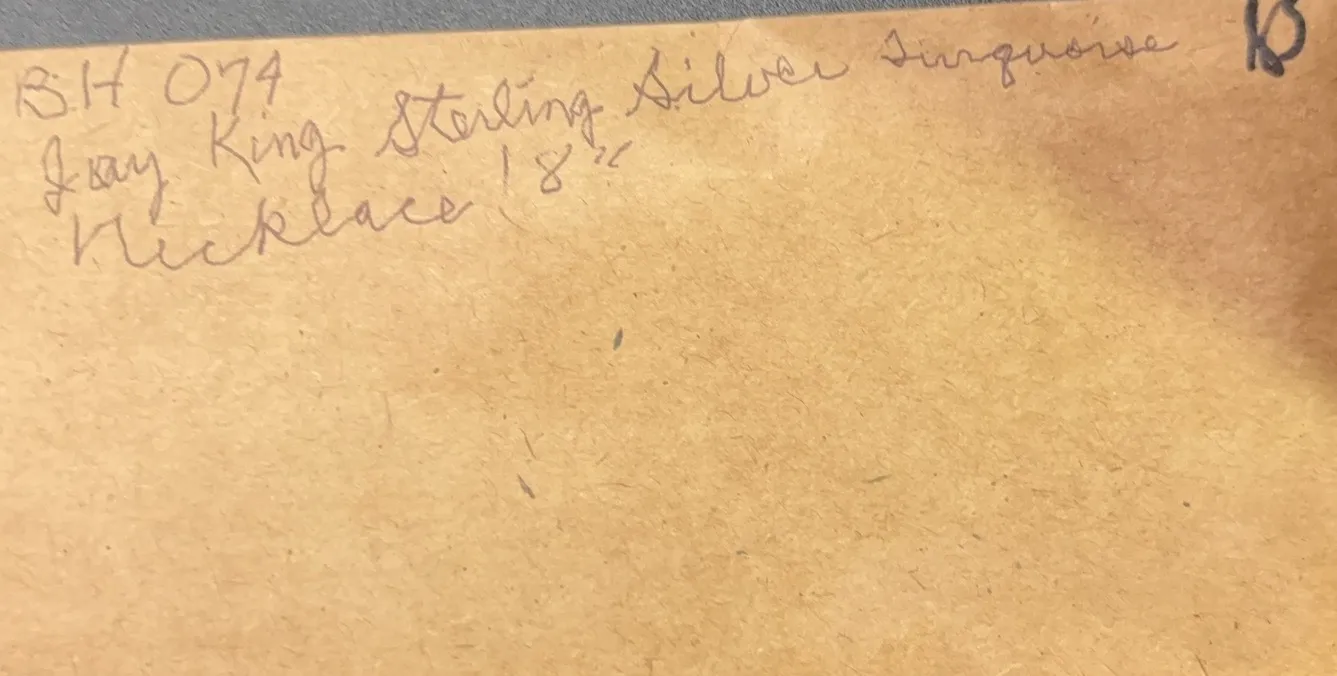 BH 074
Jay King Sterling Silver Turquoise
Necklace 18"